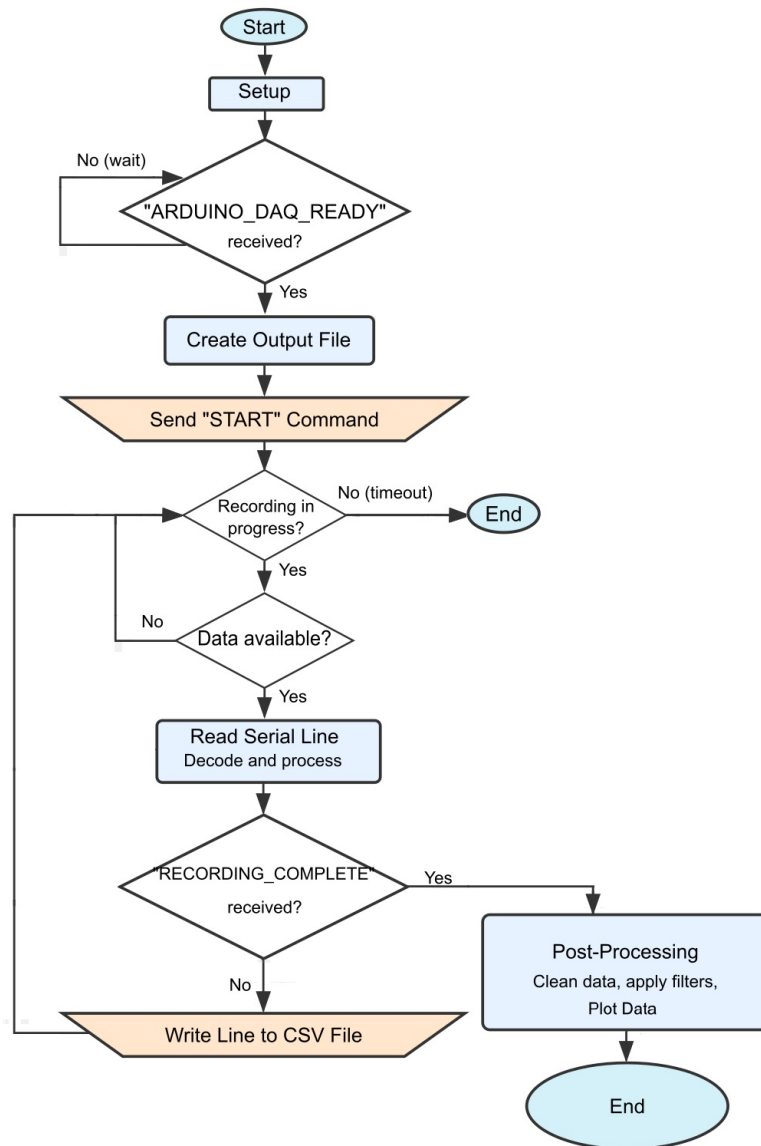 Start
Setup
No (wait)
"ARDUINO_DAQ_READY"
received?
Yes
Create Output File
Send "START" Command
Recording in
progress?
No (timeout)
End
Yes
No
Data available?
Yes
Read Serial Line
Decode and process
"RECORDING_COMPLETE"
received?
Yes
No
Write Line to CSV File
Post-Processing
Clean data, apply filters,
Plot Data
End